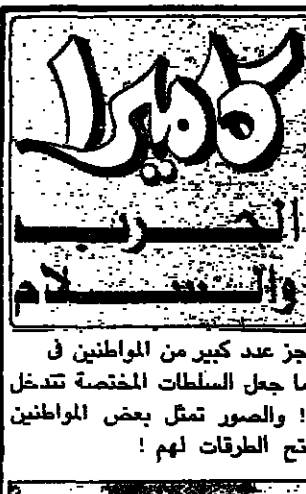 كاميرا
الحرب
والسلام
جز عدد كبير من المواطنين في
ما جعل السلطات المختصة تتدخل
! والصور تمثل بعض المواطنين
تح الطرقات لهم !